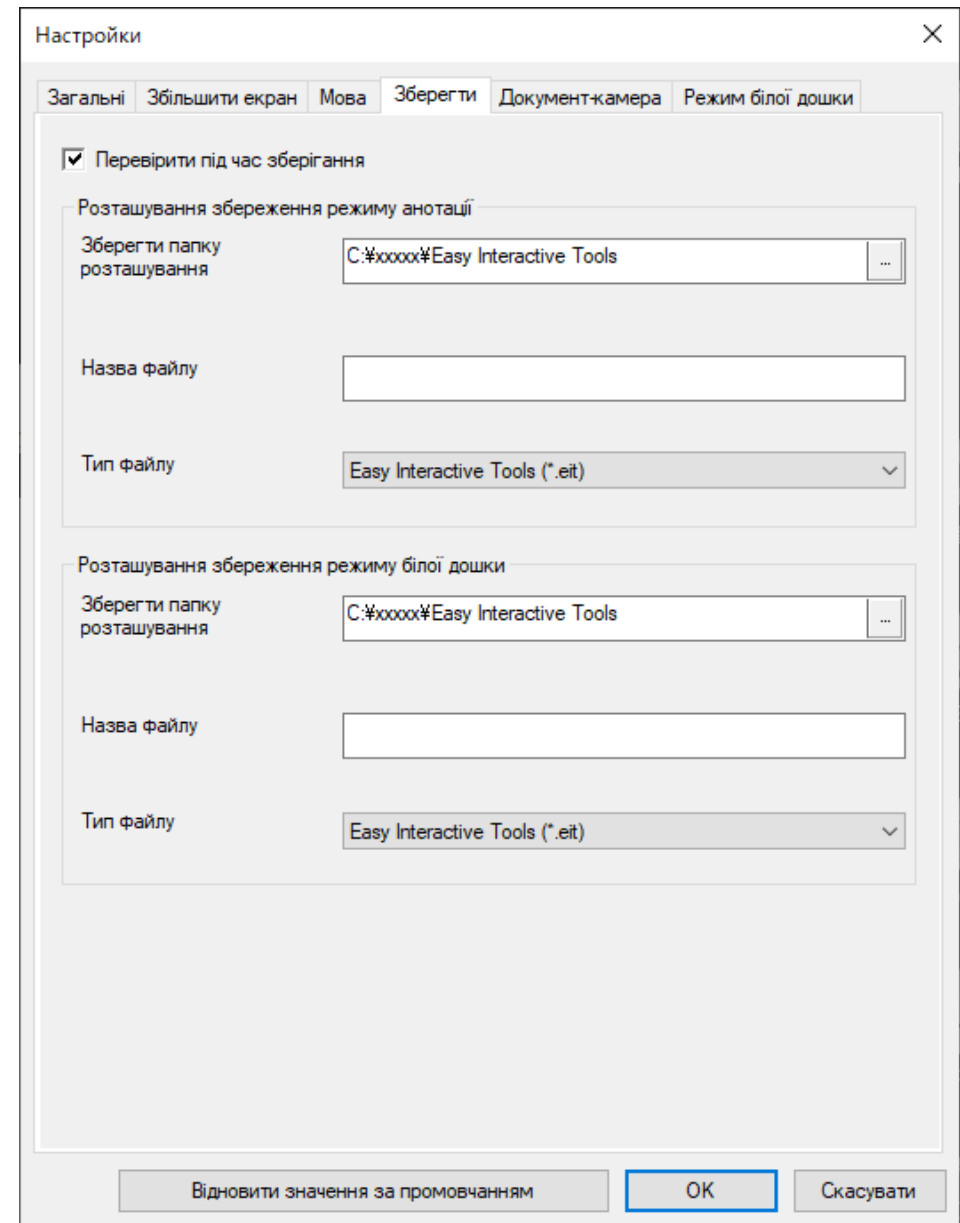 Настройки
Загальні Збільшити екран Мова Зберегти Документ-камера Режим білої дошки
Перевірити під час зберігання
Розташування збереження режиму анотації
Зберегти папку
розташування
C:¥xxxxx¥Easy Interactive Tools
...
Назва файлу
Тип файлу
Easy Interactive Tools (*.eit)
Розташування збереження режиму білої дошки
Зберегти папку
розташування
C:¥xxxxx¥Easy Interactive Tools
...
Назва файлу
Тип файлу
Easy Interactive Tools (*.eit)
Відновити значення за промовчанням OK Скасувати